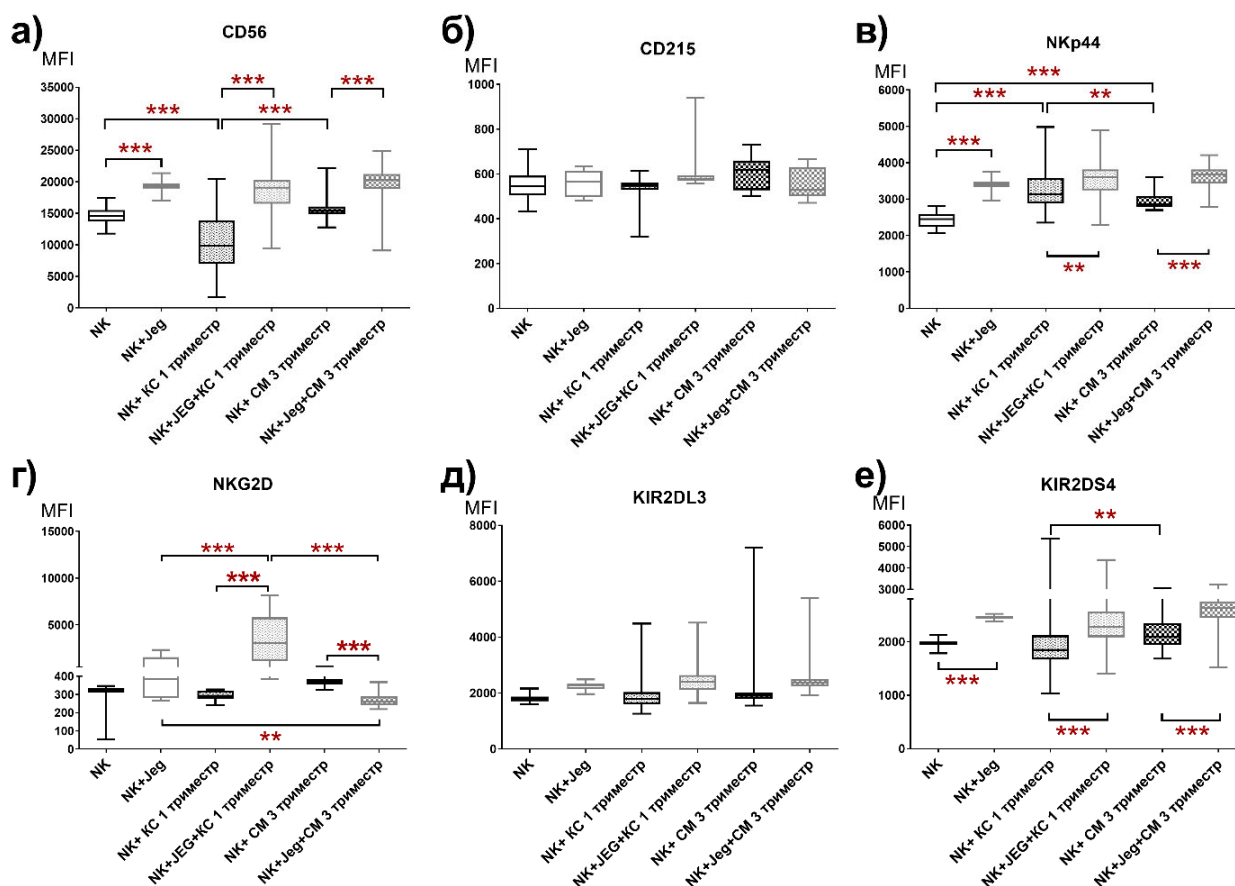 а)
CD56
MFI
35000
30000
25000
20000
15000
10000
5000
0
***
***
***
***
***
NK
NK+Jeg
NK+ КС 1 триместр
NK+JEG+КС 1 триместр
NK+ СМ 3 триместр
NK+Jeg+СМ 3 триместр
б)
CD215
MFI
1000
800
600
400
200
0
NK
NK+Jeg
NK+ КС 1 триместр
NK+JEG+КС 1 триместр
NK+ СМ 3 триместр
NK+Jeg+СМ 3 триместр
в)
NKp44
MFI
6000
5000
4000
3000
2000
1000
0
***
***
**
***
**
***
NK
NK+Jeg
NK+ КС 1 триместр
NK+JEG+КС 1 триместр
NK+ СМ 3 триместр
NK+Jeg+СМ 3 триместр
г)
NKG2D
MFI
15000
10000
5000
400
300
200
100
0
***
***
***
***
**
NK
NK+Jeg
NK+ КС 1 триместр
NK+JEG+КС 1 триместр
NK+ СМ 3 триместр
NK+Jeg+СМ 3 триместр
д)
KIR2DL3
MFI
8000
6000
4000
2000
0
NK
NK+Jeg
NK+ КС 1 триместр
NK+JEG+КС 1 триместр
NK+ СМ 3 триместр
NK+Jeg+СМ 3 триместр
е)
KIR2DS4
MFI
6000
5000
4000
3000
2000
1000
0
**
***
***
***
NK
NK+Jeg
NK+ КС 1 триместр
NK+JEG+КС 1 триместр
NK+ СМ 3 триместр
NK+Jeg+СМ 3 триместр